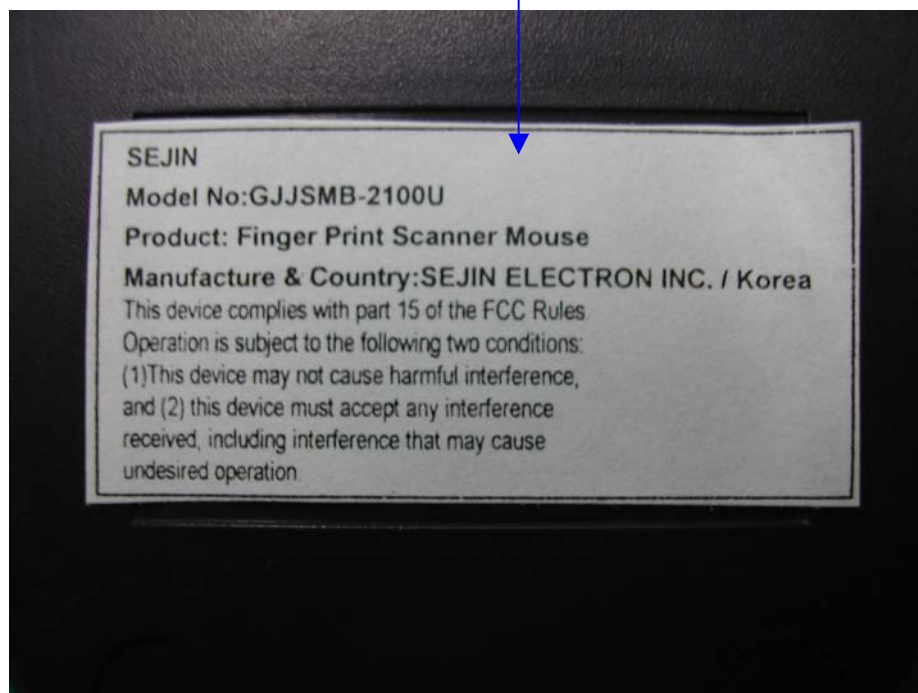 SEJIN
Model No:GJJSMB-2100U
Product: Finger Print Scanner Mouse
Manufacture & Country:SEJIN ELECTRON INC. / Korea
This device complies with part 15 of the FCC Rules.
Operation is subject to the following two conditions:
(1)This device may not cause harmful interference,
and (2) this device must accept any interference
received, including interference that may cause
undesired operation.